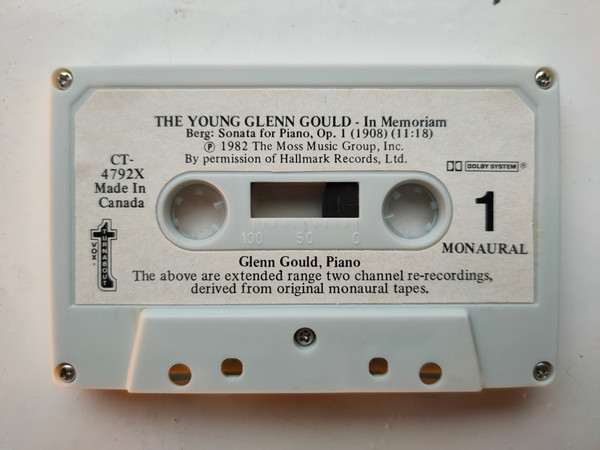 THE YOUNG GLENN GOULD - In Memoriam
Berg: Sonata for Piano, Op. 1 (1908) (11:18)
℗ 1982 The Moss Music Group, Inc.
By permission of Hallmark Records, Ltd.
CT-
4792X
Made In
Canada
DOLBY SYSTEM®
1
MONAURAL
100 50 0
VOX·
TURNABOUT
Glenn Gould, Piano
The above are extended range two channel re-recordings,
derived from original monaural tapes.